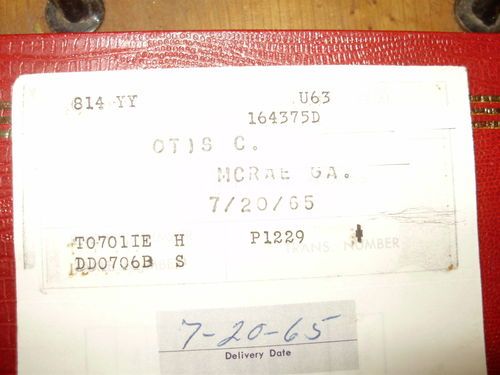 814 YY U63
164375D
OTIS C.
MCRAE GA.
7/20/65
TO701IE H P1229
TRANS. NUMBER
DD0706B S
7-20-65
Delivery Date